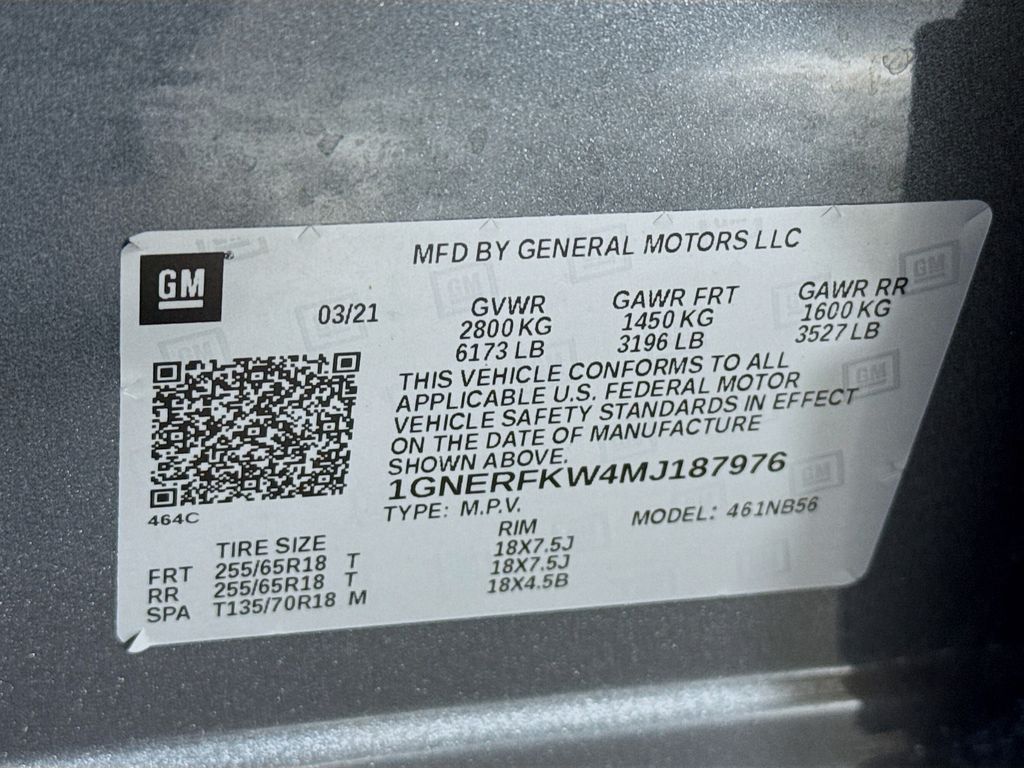 MFD BY GENERAL MOTORS LLC
GM
03/21
GVWR GAWR FRT GAWR RR
2800 KG 1450 KG 1600 KG
6173 LB 3196 LB 3527 LB
THIS VEHICLE CONFORMS TO ALL
APPLICABLE U.S. FEDERAL MOTOR
VEHICLE SAFETY STANDARDS IN EFFECT
ON THE DATE OF MANUFACTURE
SHOWN ABOVE.
1GNERFKW4MJ187976
TYPE: M.P.V. MODEL: 461NB56
464C
TIRE SIZE RIM
FRT 255/65R18 T 18X7.5J
RR 255/65R18 T 18X7.5J
SPA T135/70R18 M 18X4.5B